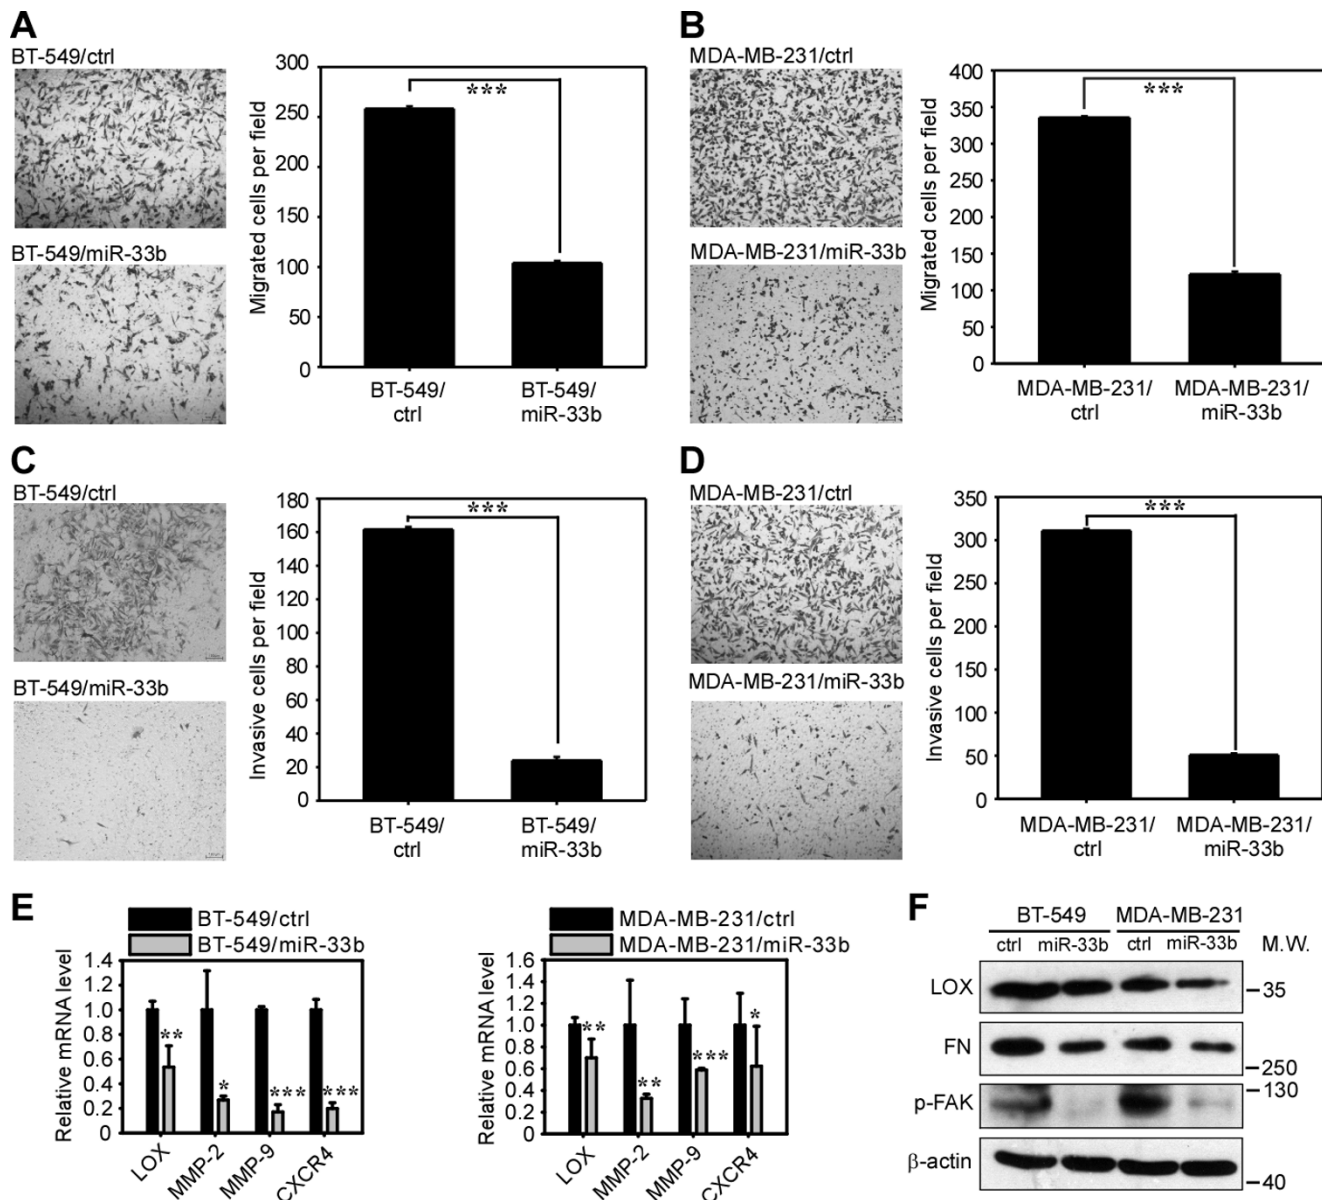 A
BT-549/ctrl
BT-549/miR-33b
Migrated cells per field
300
250
200
150
100
50
0
***
BT-549/
ctrl
BT-549/
miR-33b
B
MDA-MB-231/ctrl
MDA-MB-231/miR-33b
Migrated cells per field
400
350
300
250
200
150
100
50
0
***
MDA-MB-231/
ctrl
MDA-MB-231/
miR-33b
C
BT-549/ctrl
BT-549/miR-33b
Invasive cells per field
180
160
140
120
100
80
60
40
20
0
***
BT-549/
ctrl
BT-549/
miR-33b
D
MDA-MB-231/ctrl
MDA-MB-231/miR-33b
Invasive cells per field
350
300
250
200
150
100
50
0
***
MDA-MB-231/
ctrl
MDA-MB-231/
miR-33b
E
BT-549/ctrl
BT-549/miR-33b
Relative mRNA level
1.4
1.2
1.0
0.8
0.6
0.4
0.2
0
**
*
***
***
LOX
MMP-2
MMP-9
CXCR4
MDA-MB-231/ctrl
MDA-MB-231/miR-33b
Relative mRNA level
1.6
1.4
1.2
1.0
0.8
0.6
0.4
0.2
0
**
**
***
*
LOX
MMP-2
MMP-9
CXCR4
F
BT-549 MDA-MB-231
ctrl miR-33b ctrl miR-33b M.W.
LOX
35
FN
250
130
p-FAK
β-actin
40